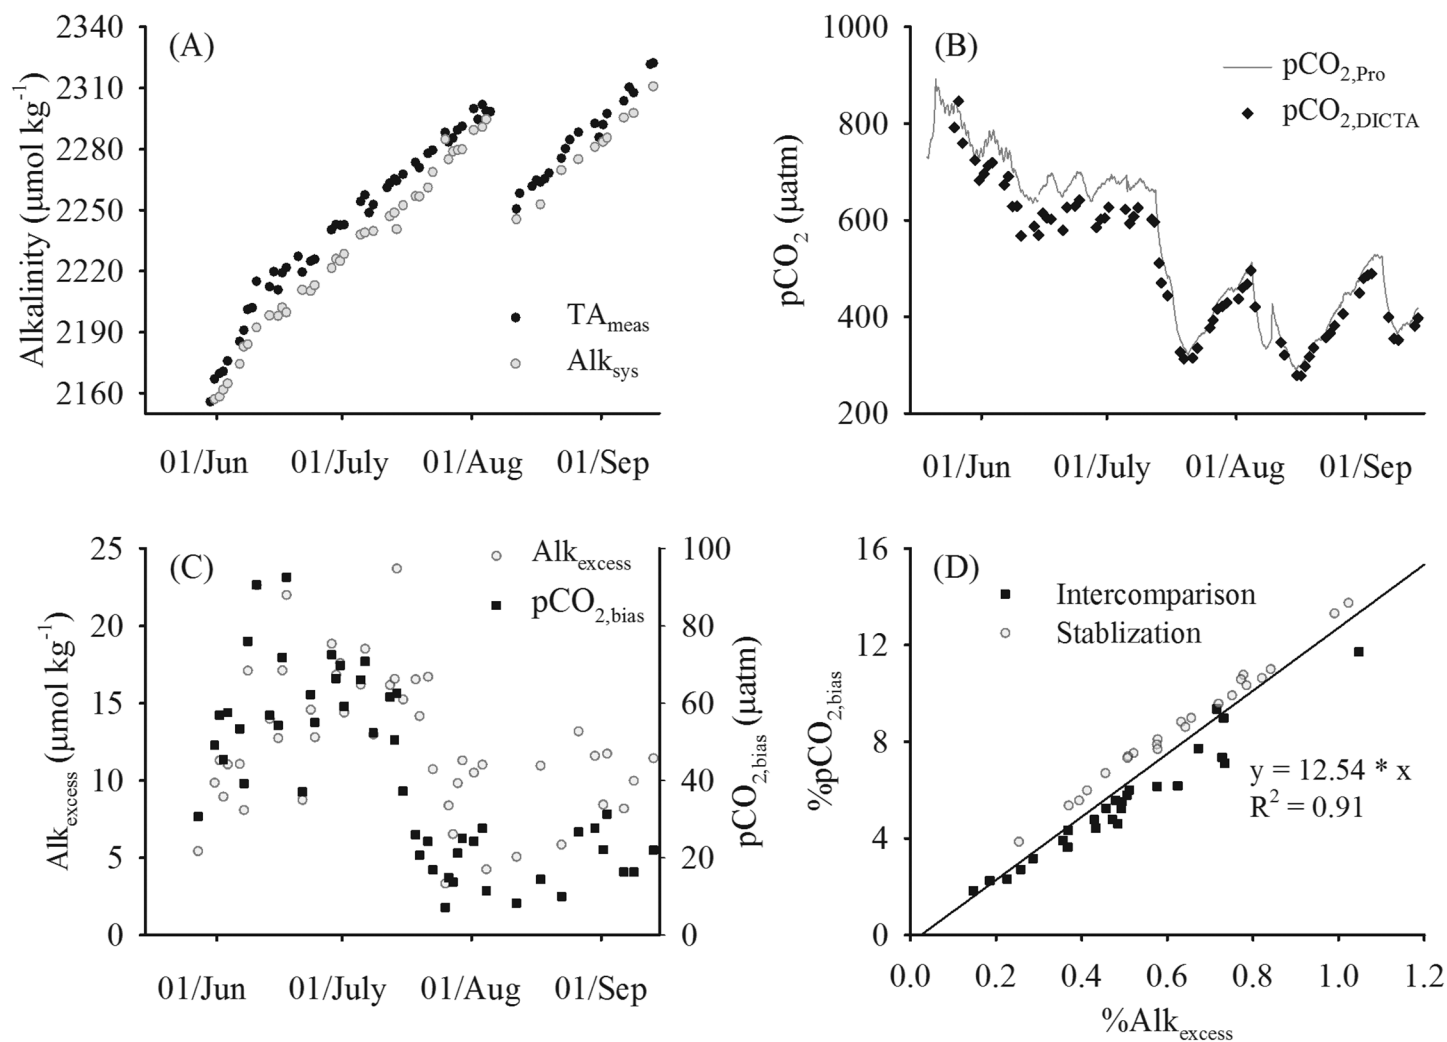 (A)
2340
2310
2280
2250
2220
2190
2160
Alkalinity (μmol kg⁻¹)
TAmeas
Alksys
01/Jun 01/July 01/Aug 01/Sep
(B)
1000
800
600
400
200
pCO₂ (μatm)
pCO₂,Pro
pCO₂,DICTA
01/Jun 01/July 01/Aug 01/Sep
(C)
25
20
15
10
5
0
Alkexcess (μmol kg⁻¹)
Alkexcess
pCO₂,bias
100
80
60
40
20
0
pCO₂,bias (μatm)
01/Jun 01/July 01/Aug 01/Sep
(D)
16
12
8
4
0
%pCO₂,bias
Intercomparison
Stablization
y = 12.54 * x
R² = 0.91
0.0 0.2 0.4 0.6 0.8 1.0 1.2
%Alkexcess